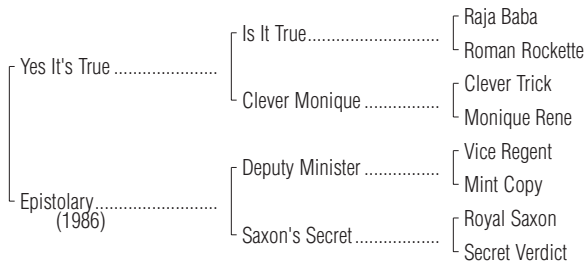 Raja Baba
Is It True
Roman Rockette
Yes It's True
Clever Trick
Clever Monique
Monique Rene
Vice Regent
Deputy Minister
Mint Copy
Epistolary
(1986)
Royal Saxon
Saxon's Secret
Secret Verdict